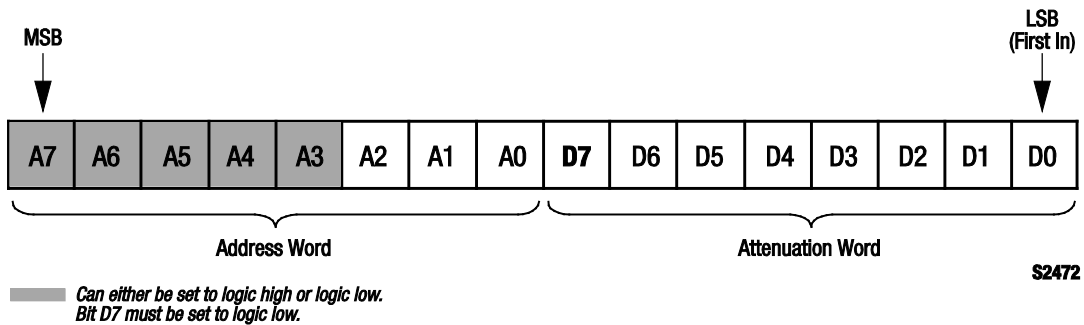 MSB
LSB
(First In)
A7 A6 A5 A4 A3 A2 A1 A0 D7 D6 D5 D4 D3 D2 D1 D0
Address Word
Attenuation Word
S2472
Can either be set to logic high or logic low.
Bit D7 must be set to logic low.